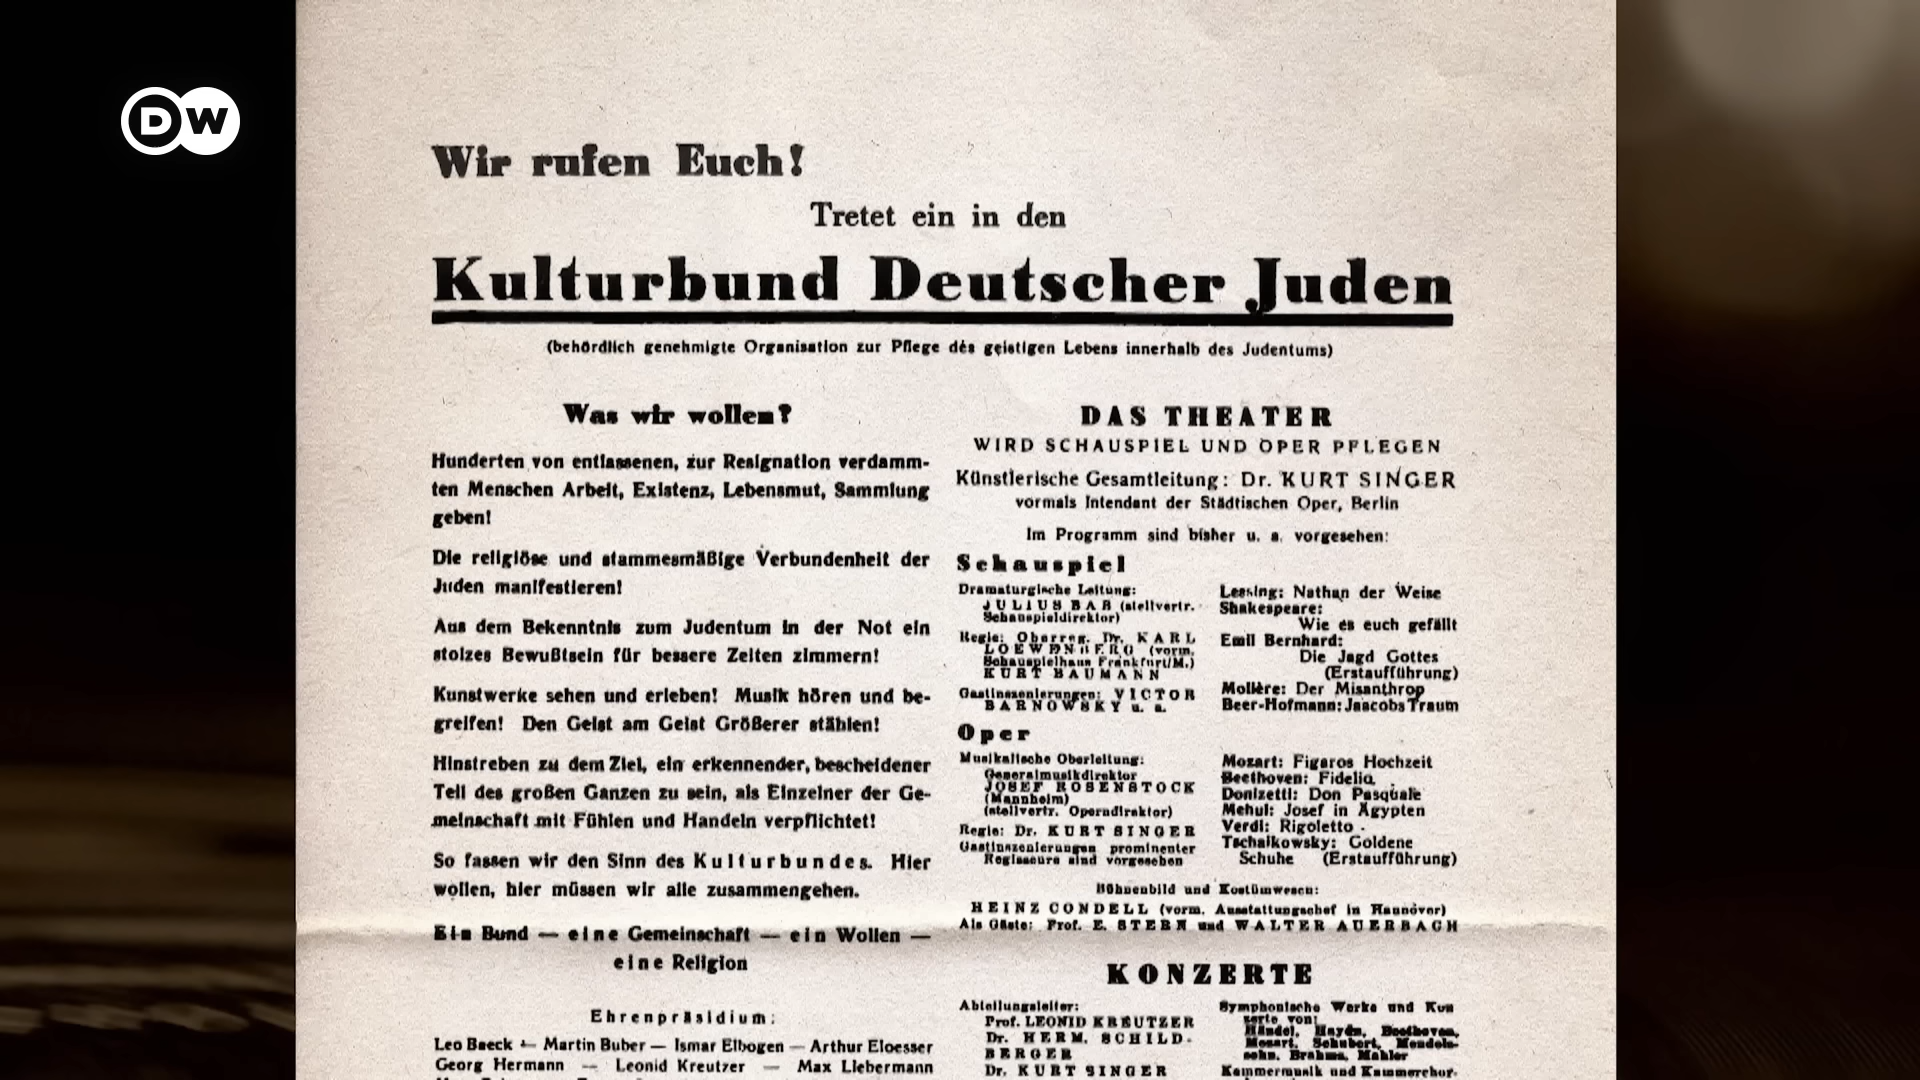 DW
Wir rufen Euch!
Tretet ein in den
Kulturbund Deutscher Juden
(behördlich genehmigte Organisation zur Pflege des geistigen Lebens innerhalb des Judentums)
Was wir wollen?
Hunderten von entlassenen, zur Resignation verdamm-
ten Menschen Arbeit, Existenz, Lebensmut, Sammlung
geben!
Die religiöse und stammesmäßige Verbundenheit der
Juden manifestieren!
Aus dem Bekenntnis zum Judentum in der Not ein
stolzes Bewußtsein für bessere Zeiten zimmern!
Kunstwerke sehen und erleben! Musik hören und be-
greifen! Den Geist am Geist Größerer stählen!
Hinstreben zu dem Ziel, ein erkennender, bescheidener
Teil des großen Ganzen zu sein, als Einzelner der Ge-
meinschaft mit Fühlen und Handeln verpflichtet!
So fassen wir den Sinn des Kulturbundes. Hier
wollen, hier müssen wir alle zusammengehen.
Ein Bund — eine Gemeinschaft — ein Wollen —
eine Religion
Ehrenpräsidium:
Leo Baeck — Martin Buber — Ismar Elbogen — Arthur Eloesser
Georg Hermann — Leonid Kreutzer — Max Liebermann
DAS THEATER
WIRD SCHAUSPIEL UND OPER PFLEGEN
Künstlerische Gesamtleitung: Dr. KURT SINGER
vormals Intendant der Städtischen Oper, Berlin
Im Programm sind bisher u. a. vorgesehen:
Schauspiel
Dramaturgische Leitung:
JULIUS BAB (stellvertr.
Schauspieldirektor)
Regie: Oberreg. Dr. KARL
LOEWENBERG (vorm.
Schauspielhaus Frankfurt/M.)
KURT BAUMANN
Gastinszenierungen: VICTOR
BARNOWSKY u. a.
Lessing: Nathan der Weise
Shakespeare:
Wie es euch gefällt
Emil Bernhard:
Die Jagd Gottes
(Erstaufführung)
Molière: Der Misanthrop
Beer-Hofmann: Jaacobs Traum
Oper
Musikalische Oberleitung:
Generalmusikdirektor
JOSEF ROSENSTOCK
(Mannheim)
(stellvertr. Operndirektor)
Regie: Dr. KURT SINGER
Gastinszenierungen prominenter
Regisseure sind vorgesehen
Mozart: Figaros Hochzeit
Beethoven: Fidelio
Donizetti: Don Pasquale
Mehul: Josef in Ägypten
Verdi: Rigoletto
Tschaikowsky: Goldene
Schuhe (Erstaufführung)
Bühnenbild und Kostümwesen:
HEINZ CONDELL (vorm. Ausstattungschef in Hannover)
Als Gäste: Prof. E. STERN und WALTER AUERBACH
KONZERTE
Abteilungsleiter:
Prof. LEONID KREUTZER
Dr. HERM. SCHILD-
BERGER
Dr. KURT SINGER
Symphonische Werke und Kon
zerte von:
Händel, Haydn, Beethoven,
Mozart, Schubert, Mendels-
sohn, Brahms, Mahler
Kammermusik und Kammerchor-